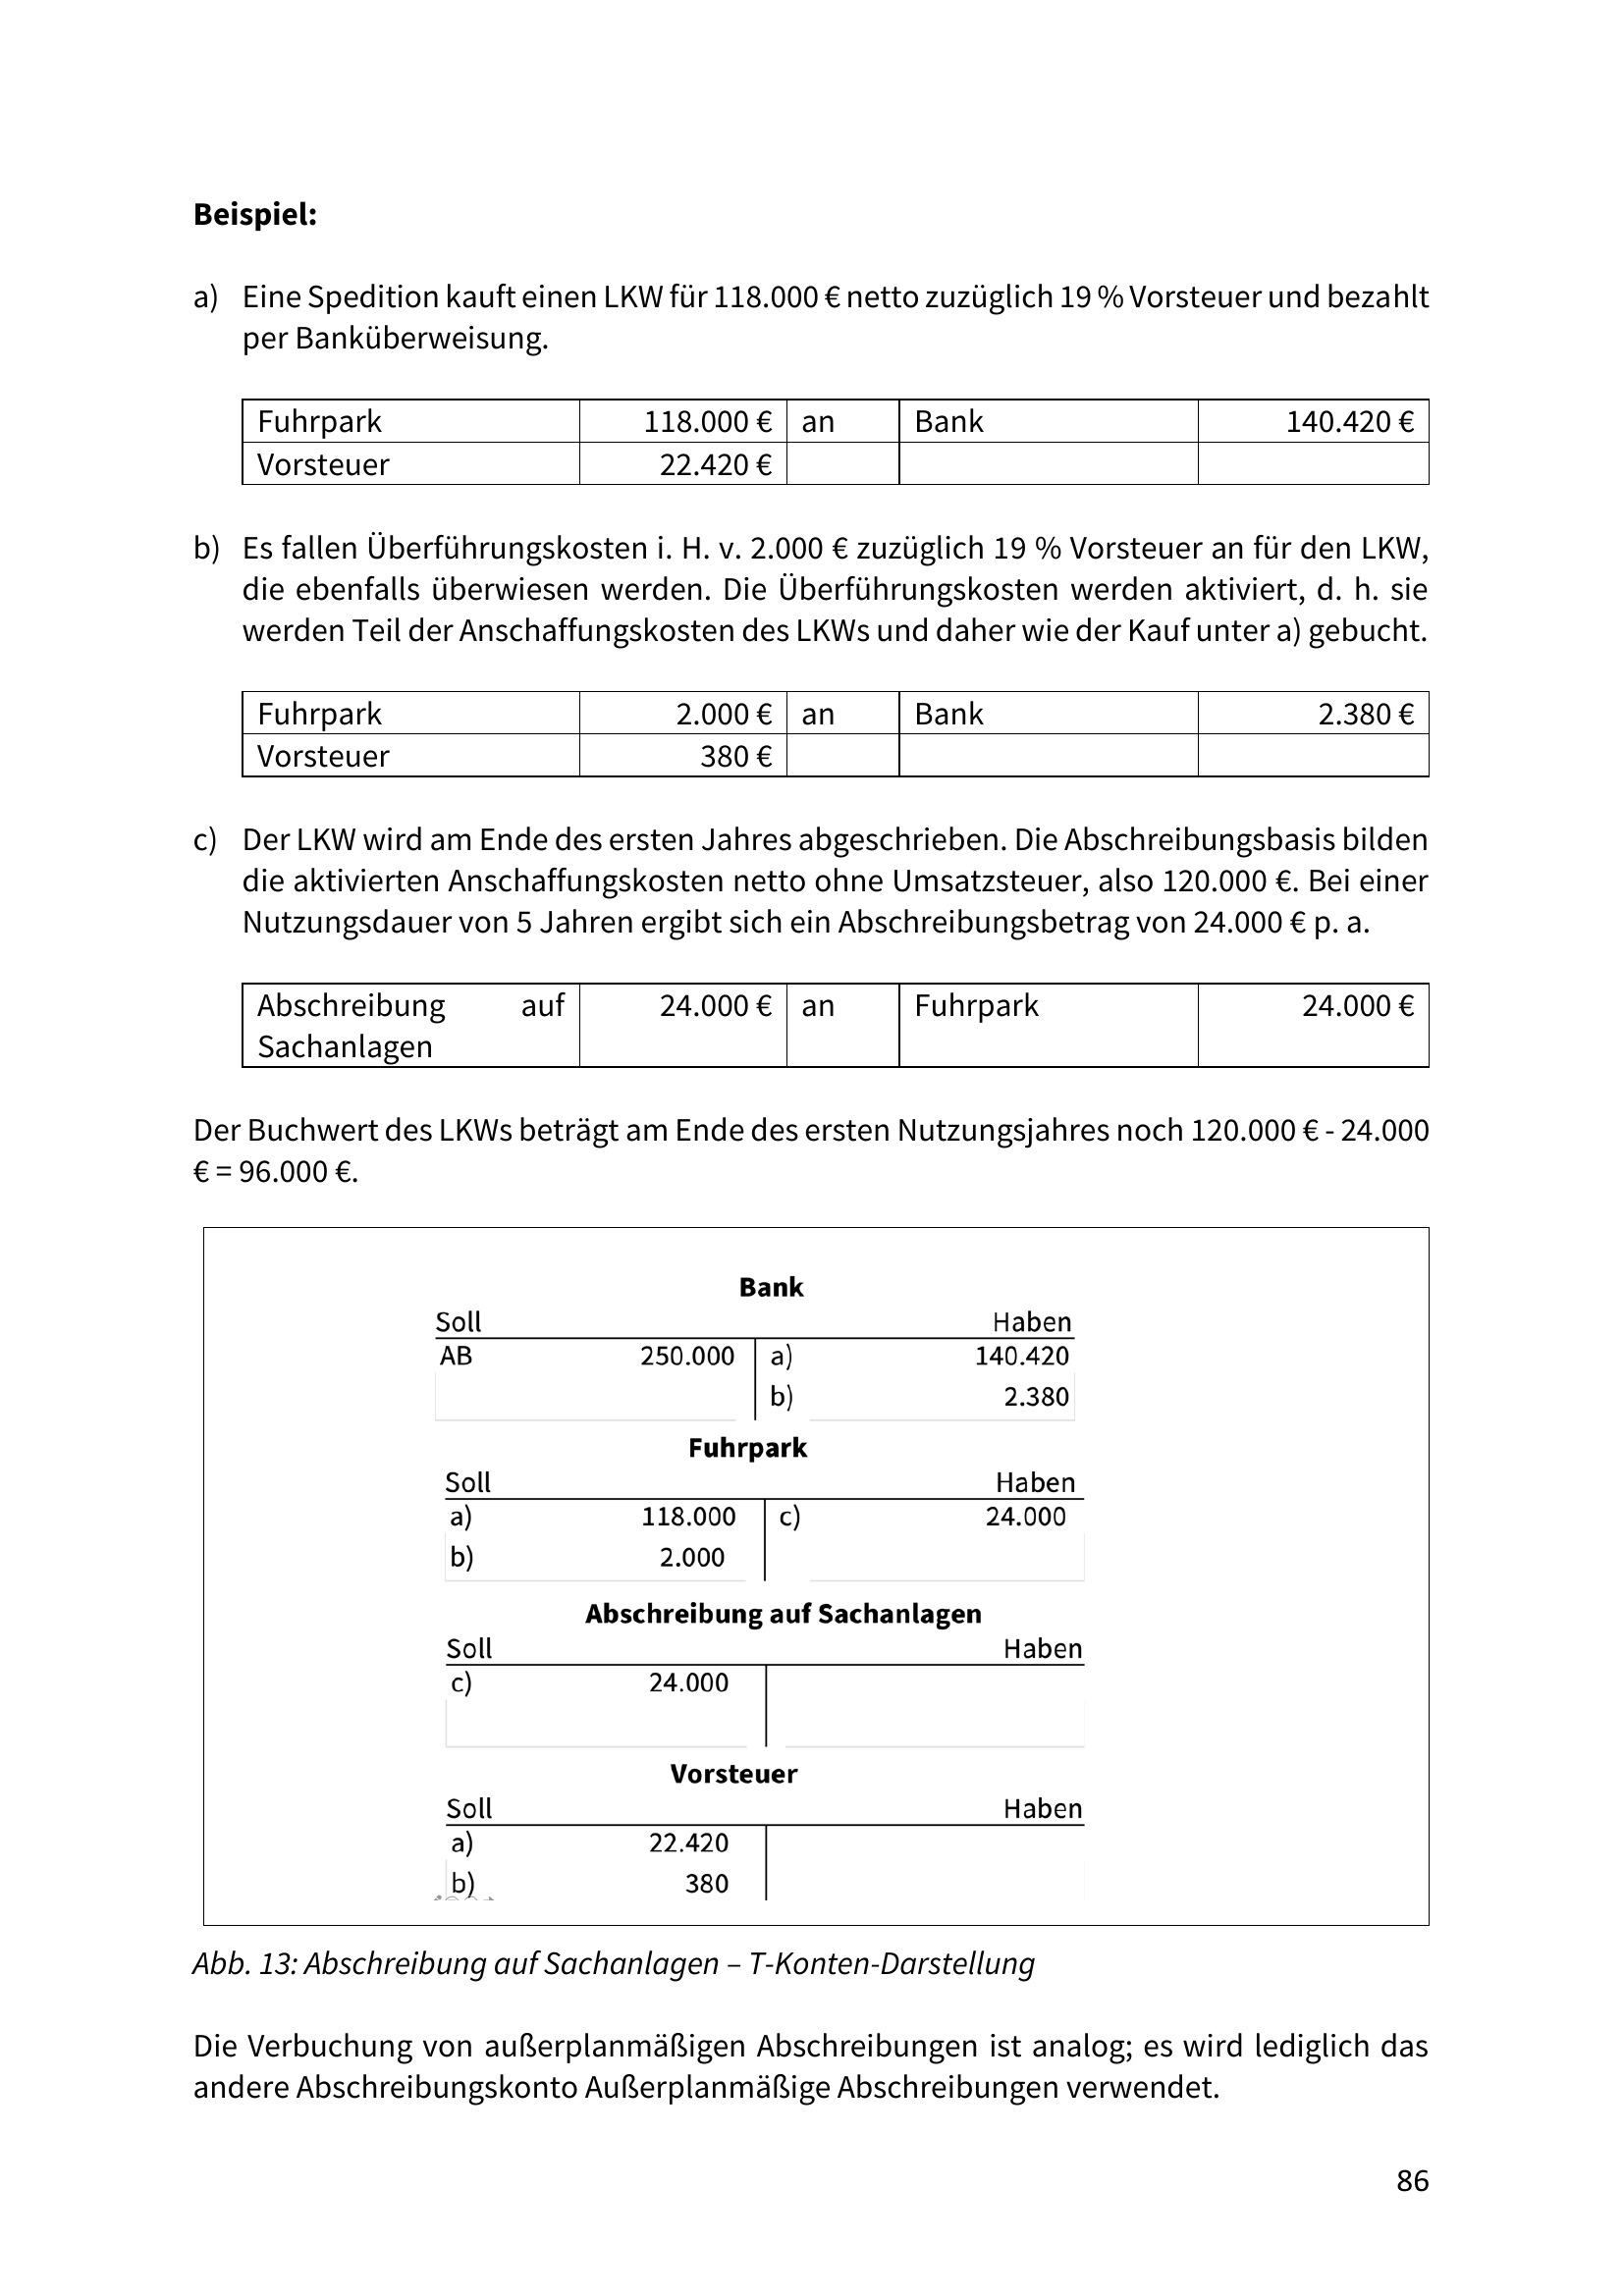 Beispiel:
a) Eine Spedition kauft einen LKW für 118.000 € netto zuzüglich 19 % Vorsteuer und bezahlt
per Banküberweisung.
Fuhrpark 118.000 € an Bank 140.420 €
Vorsteuer 22.420 €
b) Es fallen Überführungskosten i. H. v. 2.000 € zuzüglich 19 % Vorsteuer an für den LKW,
die ebenfalls überwiesen werden. Die Überführungskosten werden aktiviert, d. h. sie
werden Teil der Anschaffungskosten des LKWs und daher wie der Kauf unter a) gebucht.
Fuhrpark 2.000 € an Bank 2.380 €
Vorsteuer 380 €
c) Der LKW wird am Ende des ersten Jahres abgeschrieben. Die Abschreibungsbasis bilden
die aktivierten Anschaffungskosten netto ohne Umsatzsteuer, also 120.000 €. Bei einer
Nutzungsdauer von 5 Jahren ergibt sich ein Abschreibungsbetrag von 24.000 € p. a.
Abschreibung auf 24.000 € an Fuhrpark 24.000 €
Sachanlagen
Der Buchwert des LKWs beträgt am Ende des ersten Nutzungsjahres noch 120.000 € - 24.000
€ = 96.000 €.
Bank
Soll Haben
AB 250.000 a) 140.420
b) 2.380
Fuhrpark
Soll Haben
a) 118.000 c) 24.000
b) 2.000
Abschreibung auf Sachanlagen
Soll Haben
c) 24.000
Vorsteuer
Soll Haben
a) 22.420
b) 380
Abb. 13: Abschreibung auf Sachanlagen – T-Konten-Darstellung
Die Verbuchung von außerplanmäßigen Abschreibungen ist analog; es wird lediglich das
andere Abschreibungskonto Außerplanmäßige Abschreibungen verwendet.
86